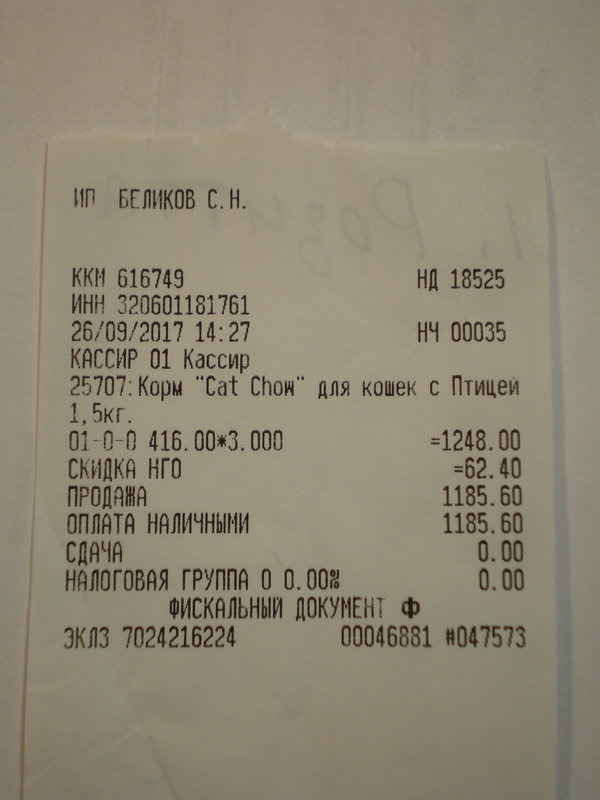 ИП БЕЛИКОВ С.Н.
ККМ 616749 НД 18525
ИНН 320601181761
26/09/2017 14:27 НЧ 00035
КАССИР 01 Кассир
25707:Корм "Cat Chow" для кошек с Птицей
1,5кг.
01-0-0 416.00*3.000 =1248.00
СКИДКА НГО =62.40
ПРОДАЖА 1185.60
ОПЛАТА НАЛИЧНЫМИ 1185.60
СДАЧА 0.00
НАЛОГОВАЯ ГРУППА 0 0.00% 0.00
ФИСКАЛЬНЫЙ ДОКУМЕНТ Ф
ЭКЛЗ 7024216224 00046881 #047573